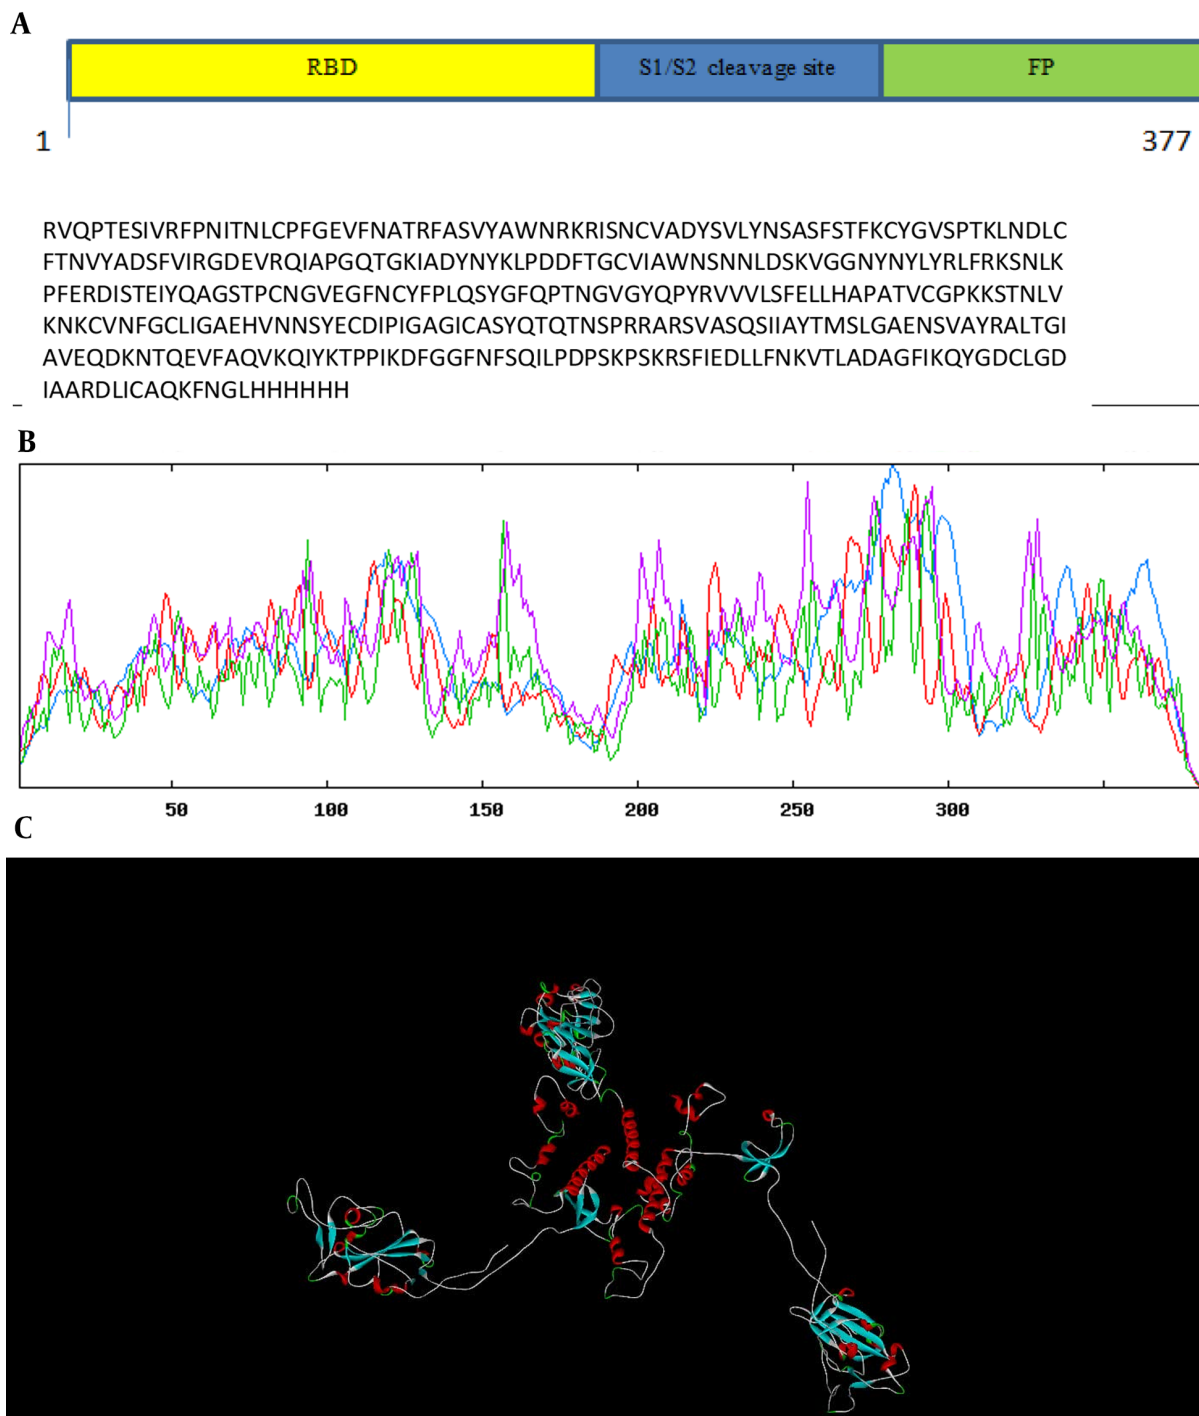 A
RBD
S1/S2 cleavage site
FP
1
377
RVQPTESIVRFPNITNLCPFGEVFNATRFASVYAWNRKRISNCVADYSVLYNSASFSTFKCYGVSPTKLNDLC
FTNVYADSFVIRGDEVRQIAPGQTGKIADYNYKLPDDFTGCVIAWNSNNLDSKVGGNYNYLYRLFRKSNLK
PFERDISTEIYQAGSTPCNGVEGFNCYFPLQSYGFQPTNGVGYQPYRVVVLSFELLHAPATVCGPKKSTNLV
KNKCVNFGCLIGAEHVNNSYECDIPIGAGICASYQTQTNSPRRARSVASQSIIAYTMSLGAENSVAYRALTGI
AVEQDKNTQEVFAQVKQIYKTPPIKDFGGFNFSQILPDPSKPSKRSFIEDLLFNKVTLADAGFIKQYGDCLGD
IAARDLICAQKFNGLHHHHHH
B
50
100
150
200
250
300
C